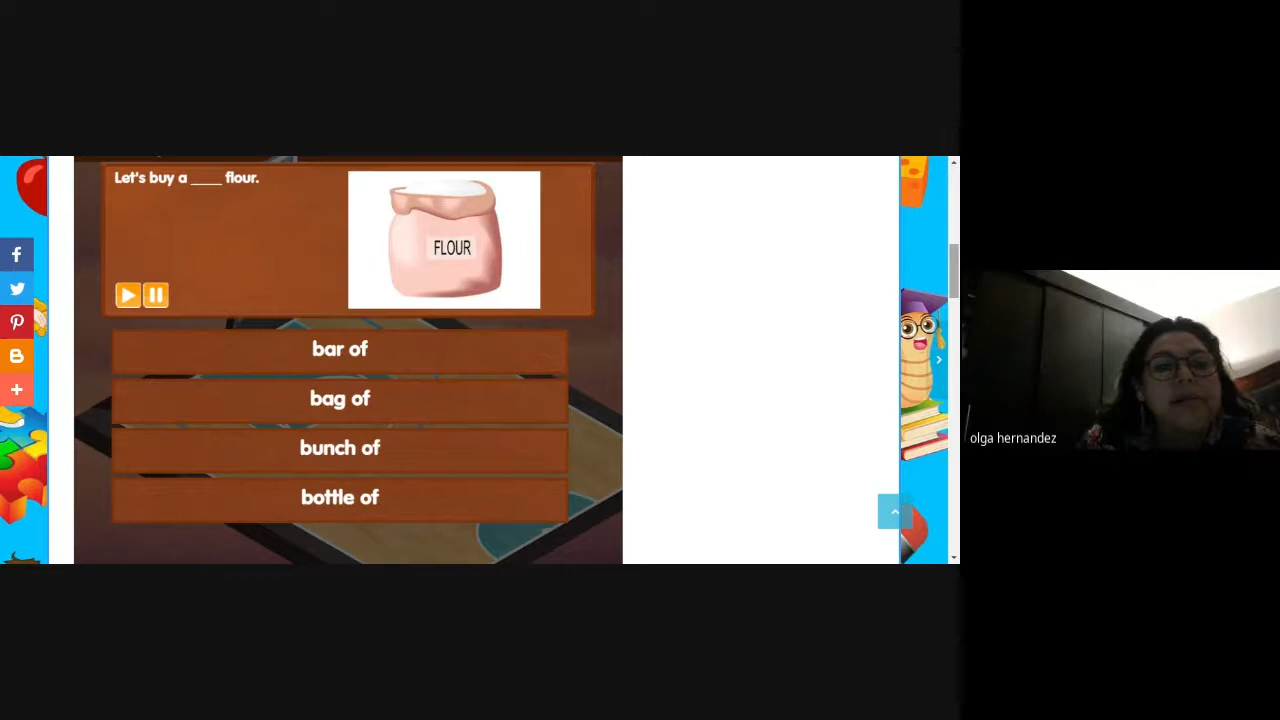 Let's buy a ____ flour.
FLOUR
bar of
bag of
bunch of
bottle of
olga hernandez